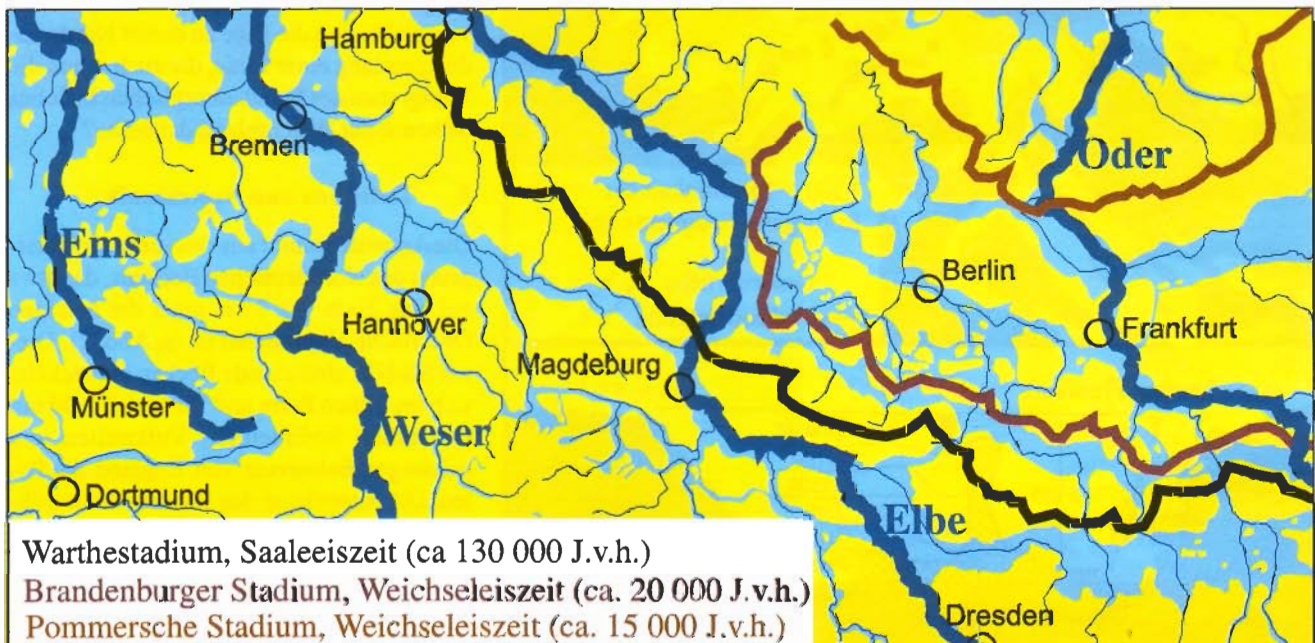 Hamburg
Bremen
Oder
Ems
Berlin
Hannover
Frankfurt
Magdeburg
Münster
Weser
Dortmund
Elbe
Dresden
Warthestadium, Saaleeiszeit (ca 130 000 J.v.h.)
Brandenburger Stadium, Weichseleiszeit (ca. 20 000 J.v.h.)
Pommersche Stadium, Weichseleiszeit (ca. 15 000 J.v.h.)